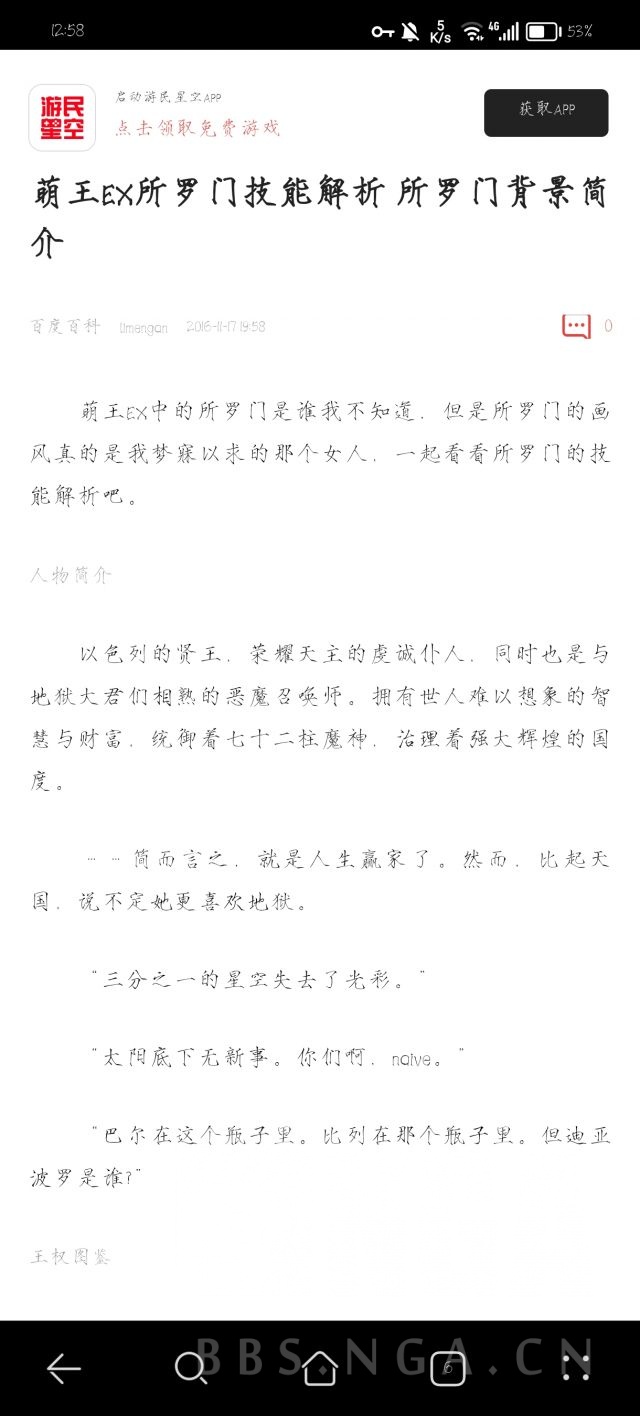 12:58
5
K/s
4G
53%
游民
星空
启动游民星空APP
点击领取免费游戏
获取APP
萌王EX所罗门技能解析 所罗门背景简
介
百度百科 Umengan 2016-11-17 19:58
0
萌王EX中的所罗门是谁我不知道，但是所罗门的画
风真的是我梦寐以求的那个女人，一起看看所罗门的技
能解析吧。
人物简介
以色列的贤王，荣耀天主的虔诚仆人，同时也是与
地狱大君们相熟的恶魔召唤师。拥有世人难以想象的智
慧与财富，统御着七十二柱魔神，治理着强大辉煌的国
度。
……简而言之，就是人生赢家了。然而，比起天
国，说不定她更喜欢地狱。
“三分之一的星空失去了光彩。”
“太阳底下无新事。你们啊，naive。”
“巴尔在这个瓶子里。比列在那个瓶子里。但迪亚
波罗是谁?”
王权图鉴
BBS.NGA.CN
6